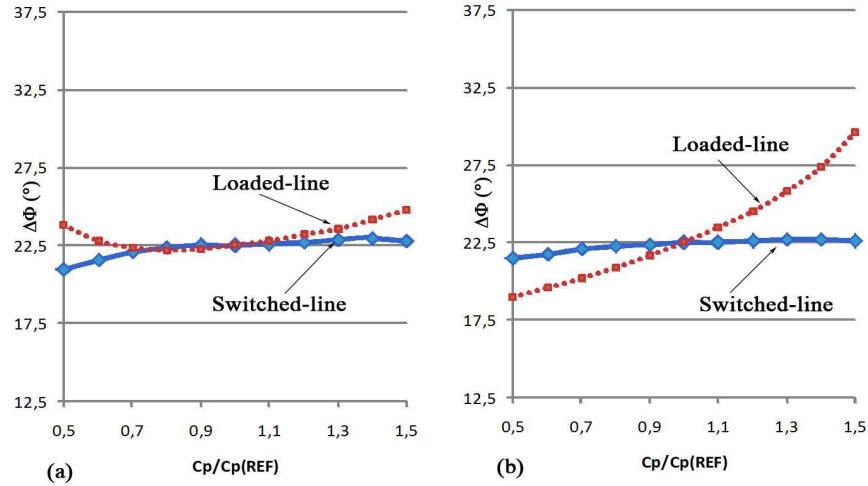 37,5
32,5
27,5
22,5
17,5
12,5
ΔΦ (°)
Loaded-line
Switched-line
0,5 0,7 0,9 1,1 1,3 1,5
Cp/Cp(REF)
(a)
37,5
32,5
27,5
22,5
17,5
12,5
ΔΦ (°)
Loaded-line
Switched-line
0,5 0,7 0,9 1,1 1,3 1,5
Cp/Cp(REF)
(b)